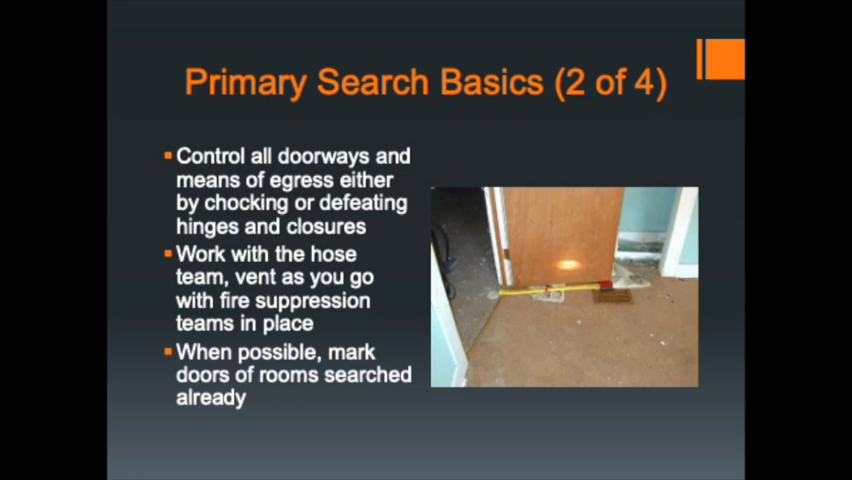 Primary Search Basics (2 of 4)
Control all doorways and
means of egress either
by chocking or defeating
hinges and closures
Work with the hose
team, vent as you go
with fire suppression
teams in place
When possible, mark
doors of rooms searched
already